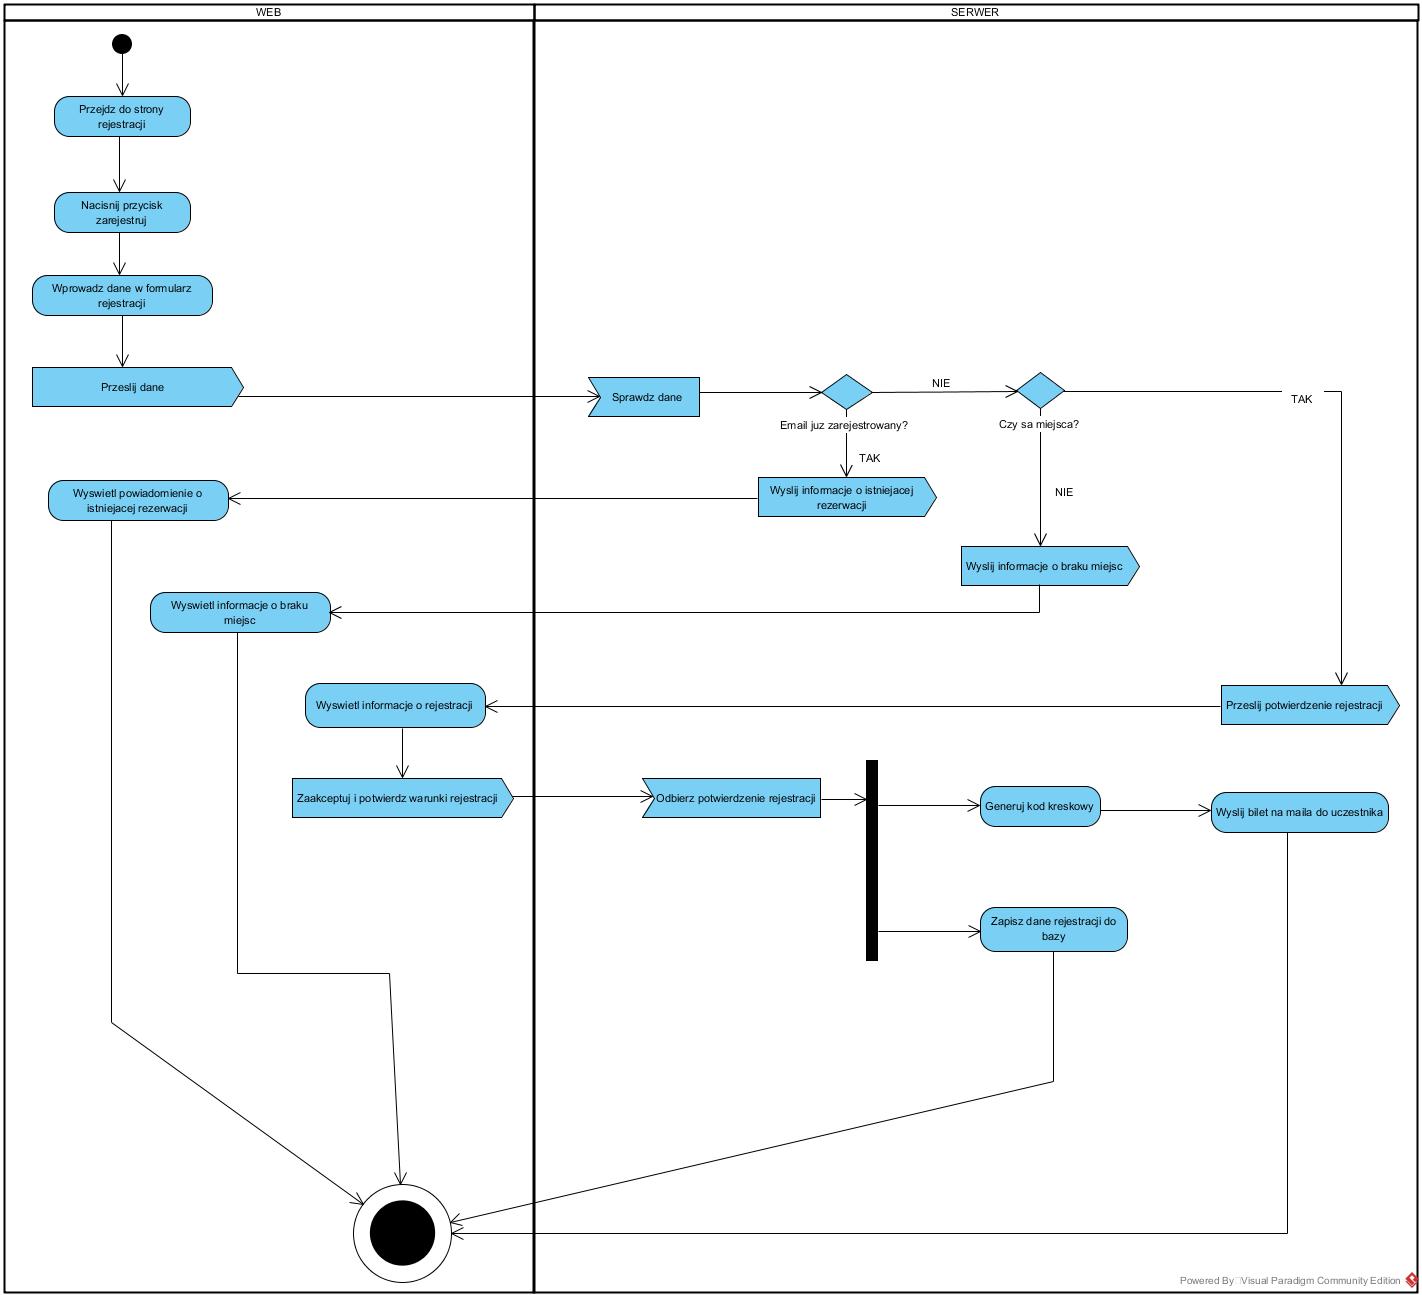 WEB
SERWER
Przejdz do strony
rejestracji
Nacisnij przycisk
zarejestruj
Wprowadz dane w formularz
rejestracji
Przeslij dane
Sprawdz dane
NIE
TAK
Email juz zarejestrowany?
Czy sa miejsca?
TAK
NIE
Wyswietl powiadomienie o
istniejacej rezerwacji
Wyslij informacje o istniejacej
rezerwacji
Wyslij informacje o braku miejsc
Wyswietl informacje o braku
miejsc
Wyswietl informacje o rejestracji
Przeslij potwierdzenie rejestracji
Zaakceptuj i potwierdz warunki rejestracji
Odbierz potwierdzenie rejestracji
Generuj kod kreskowy
Wyslij bilet na maila do uczestnika
Zapisz dane rejestracji do
bazy
Powered By Visual Paradigm Community Edition